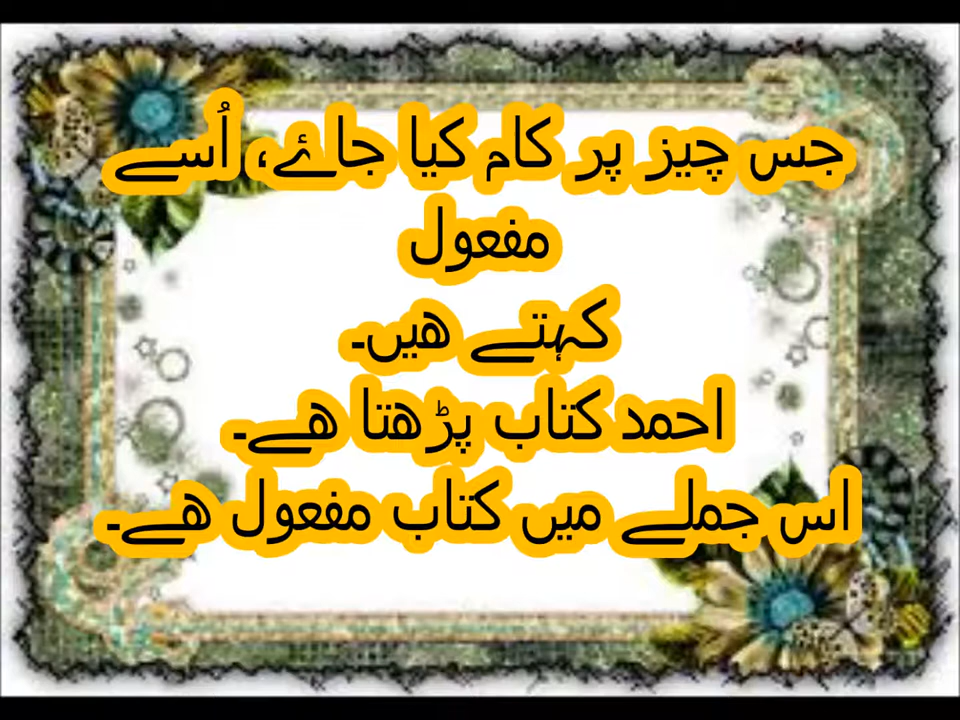 جس چیز پر کام کیا جاۓ، اُسے
مفعول
کہتے ھیں۔
احمد کتاب پڑھتا ھے۔
اس جملے میں کتاب مفعول ھے۔